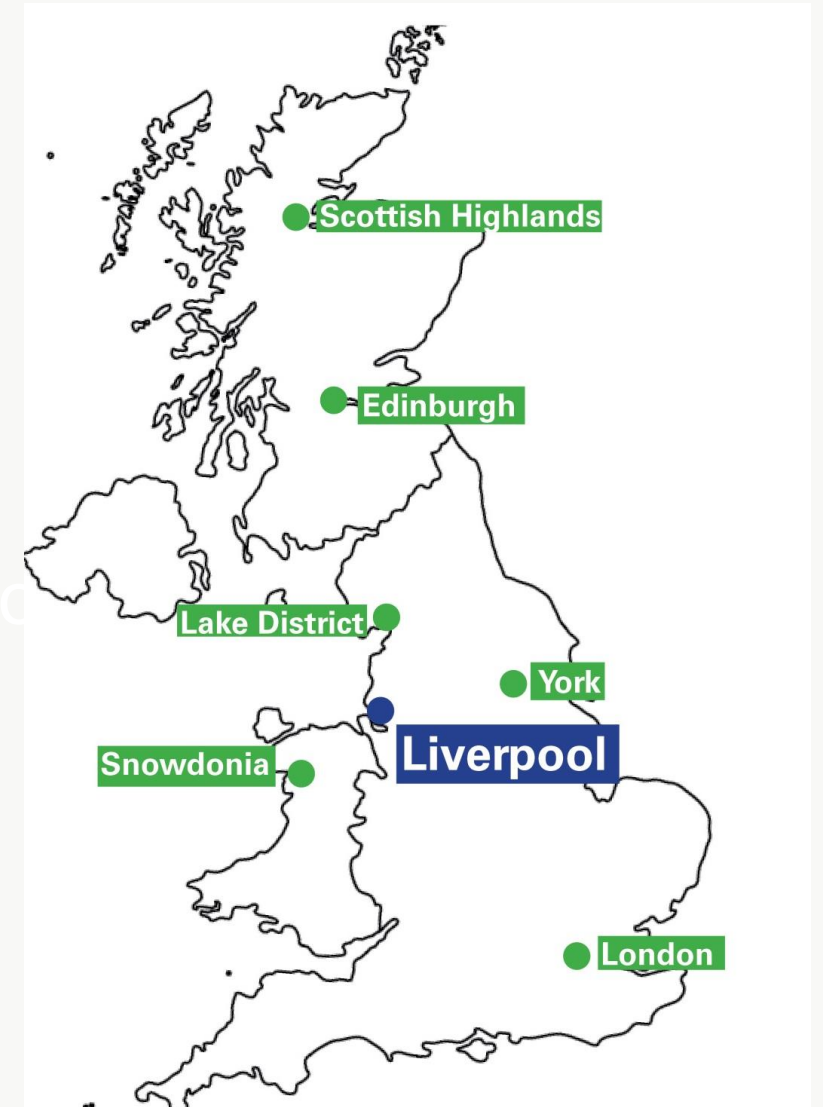 Scottish Highlands
Edinburgh
Lake District
York
Liverpool
Snowdonia
London